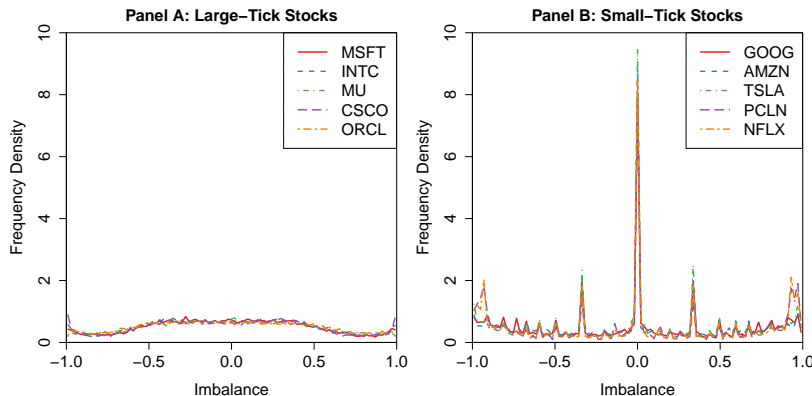 Panel A: Large−Tick Stocks
Frequency Density
10
8
6
4
2
0
MSFT
INTC
MU
CSCO
ORCL
−1.0 −0.5 0.0 0.5 1.0
Imbalance
Panel B: Small−Tick Stocks
Frequency Density
10
8
6
4
2
0
GOOG
AMZN
TSLA
PCLN
NFLX
−1.0 −0.5 0.0 0.5 1.0
Imbalance